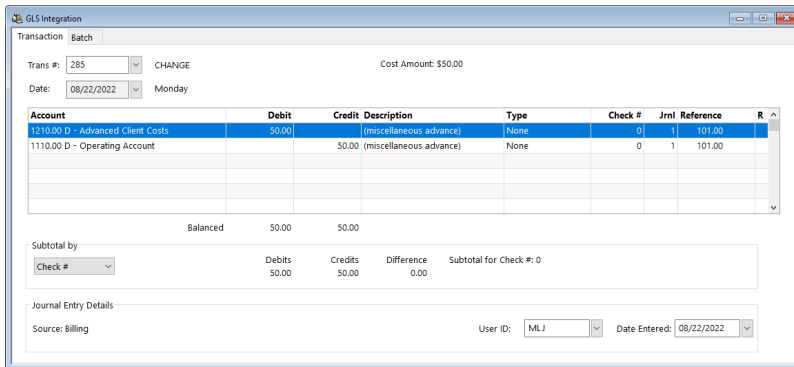 GLS Integration
Transaction Batch
Trans #: 285 CHANGE Cost Amount: $50.00
Date: 08/22/2022 Monday
Account Debit Credit Description Type Check # Jrnl Reference R
1210.00 D - Advanced Client Costs 50.00 (miscellaneous advance) None 0 1 101.00
1110.00 D - Operating Account 50.00 (miscellaneous advance) None 0 1 101.00
Balanced 50.00 50.00
Subtotal by
Check # Debits Credits Difference Subtotal for Check #: 0
50.00 50.00 0.00
Journal Entry Details
Source: Billing User ID: MLJ Date Entered: 08/22/2022